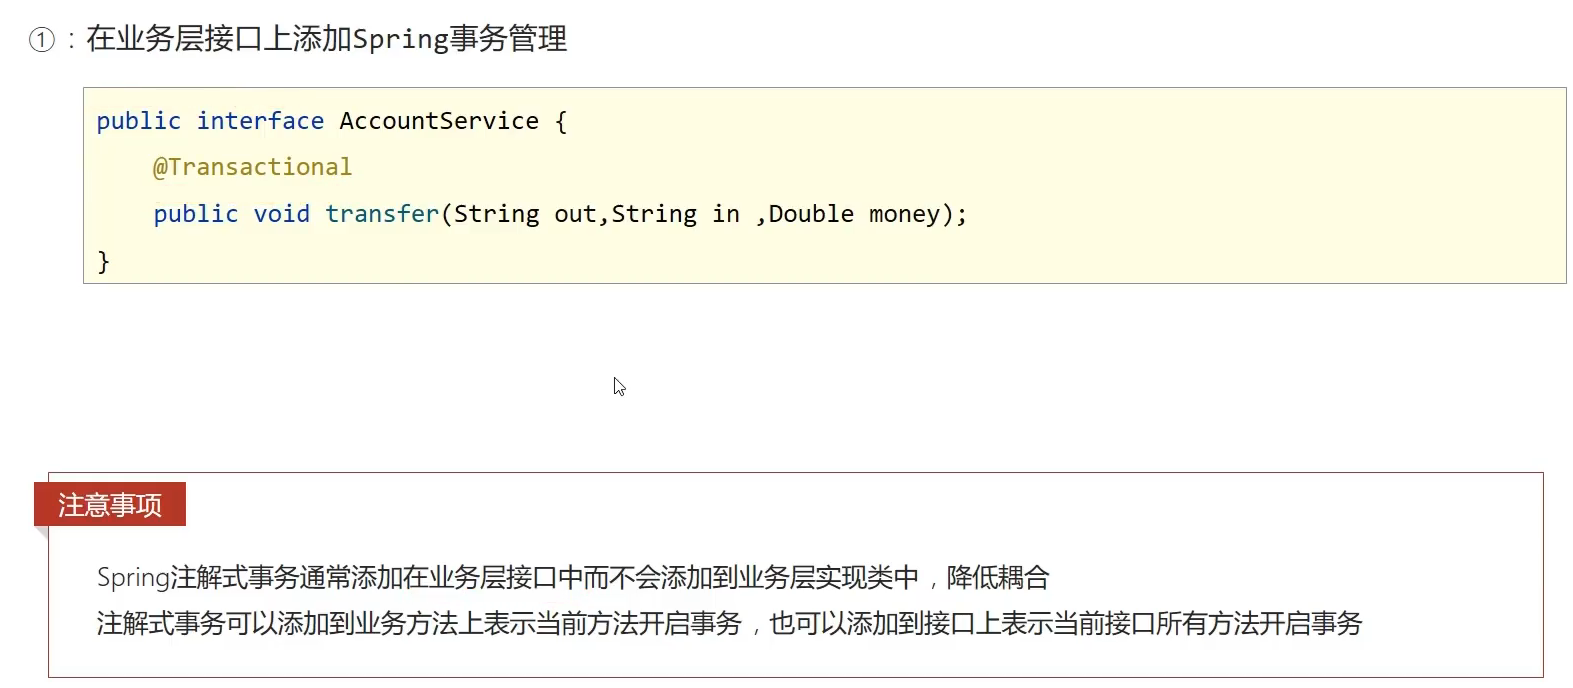 ①：在业务层接口上添加Spring事务管理
public interface AccountService {
    @Transactional
    public void transfer(String out,String in ,Double money);
}
注意事项
Spring注解式事务通常添加在业务层接口中而不会添加到业务层实现类中，降低耦合
注解式事务可以添加到业务方法上表示当前方法开启事务，也可以添加到接口上表示当前接口所有方法开启事务